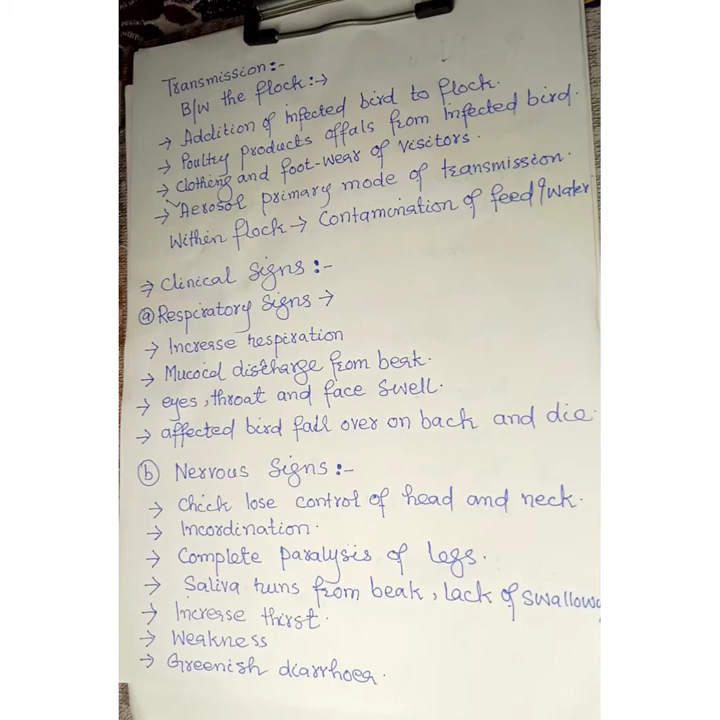 Transmission:-
B/w the flock:→
→ Addition of infected bird to flock.
→ Poultry products offals from infected bird.
→ Clothing and foot-wear of visitors.
→ Aerosol primary mode of transmission.
Within flock → Contamination of feed & water
⇒ Clinical signs:-
ⓐ Respiratory signs →
→ Increase respiration
→ Mucocol discharge from beak.
→ eyes, throat and face swell.
→ affected bird fall over on back and die.
ⓑ Nervous signs:-
→ Chick lose control of head and neck.
→ Incordination.
→ Complete paralysis of legs.
→ Saliva runs from beak, lack of swallowg
→ Increase thirst.
→ Weakness
→ Greenish diarrhoea.